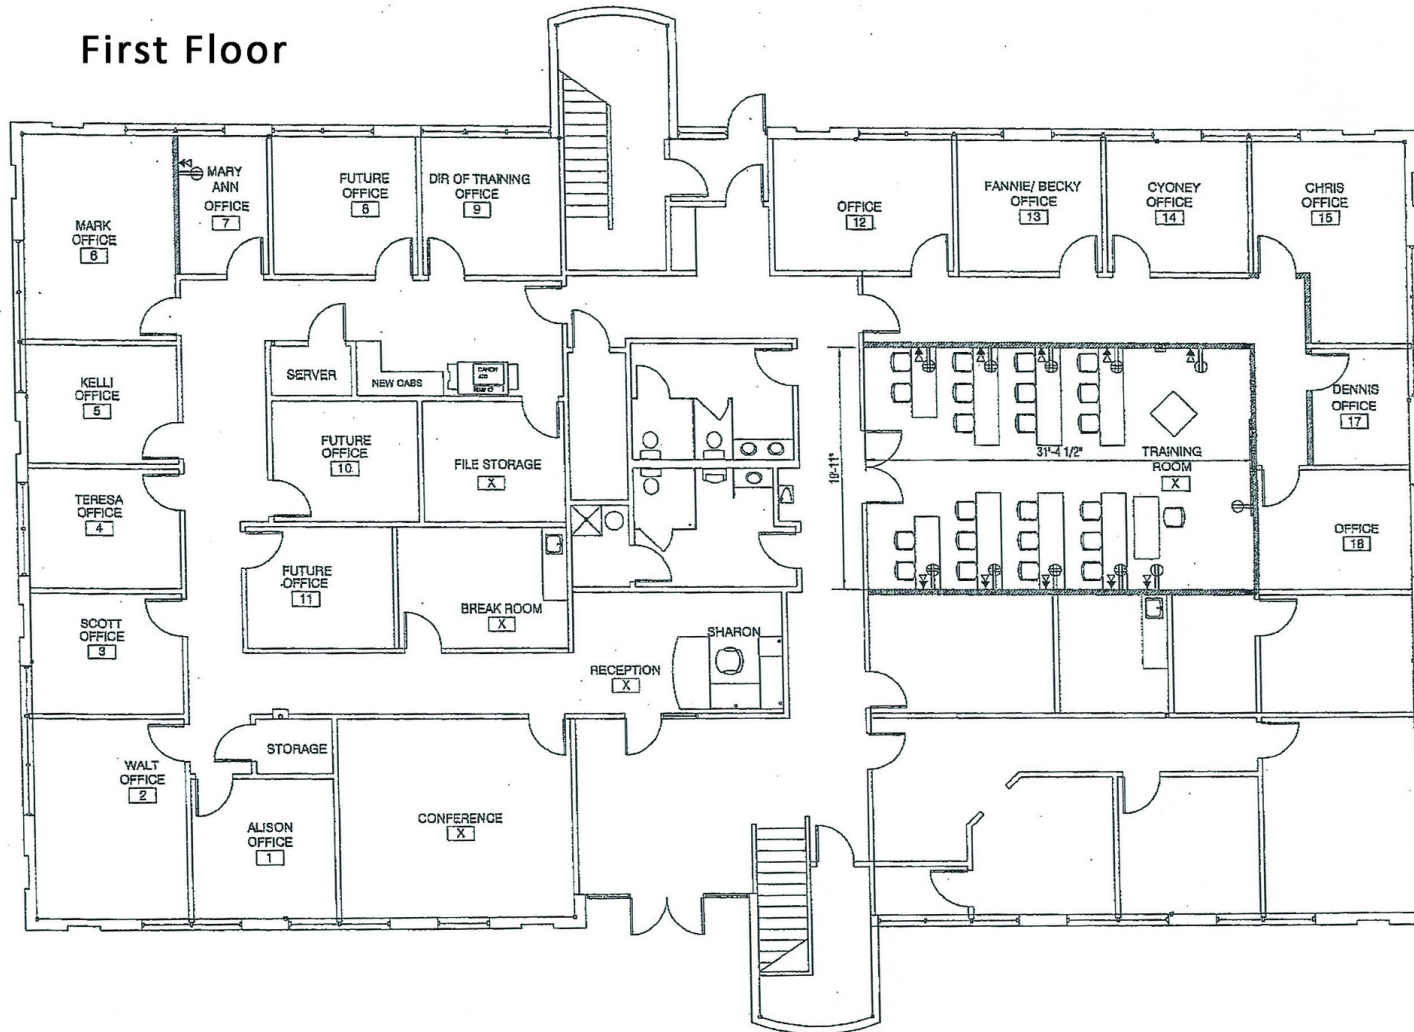 First Floor
MARK
OFFICE
6
MARY
ANN
OFFICE
7
FUTURE
OFFICE
8
DIR OF TRAINING
OFFICE
9
OFFICE
12
FANNIE/ BECKY
OFFICE
13
CYONEY
OFFICE
14
CHRIS
OFFICE
15
KELLI
OFFICE
5
SERVER
NEW CABS
CANON
FUTURE
OFFICE
10
FILE STORAGE
X
19'-11"
31'-4 1/2"
TRAINING
ROOM
X
DENNIS
OFFICE
17
TERESA
OFFICE
4
OFFICE
18
FUTURE
OFFICE
11
BREAK ROOM
X
SCOTT
OFFICE
3
RECEPTION
X
SHARON
WALT
OFFICE
2
STORAGE
ALISON
OFFICE
1
CONFERENCE
X